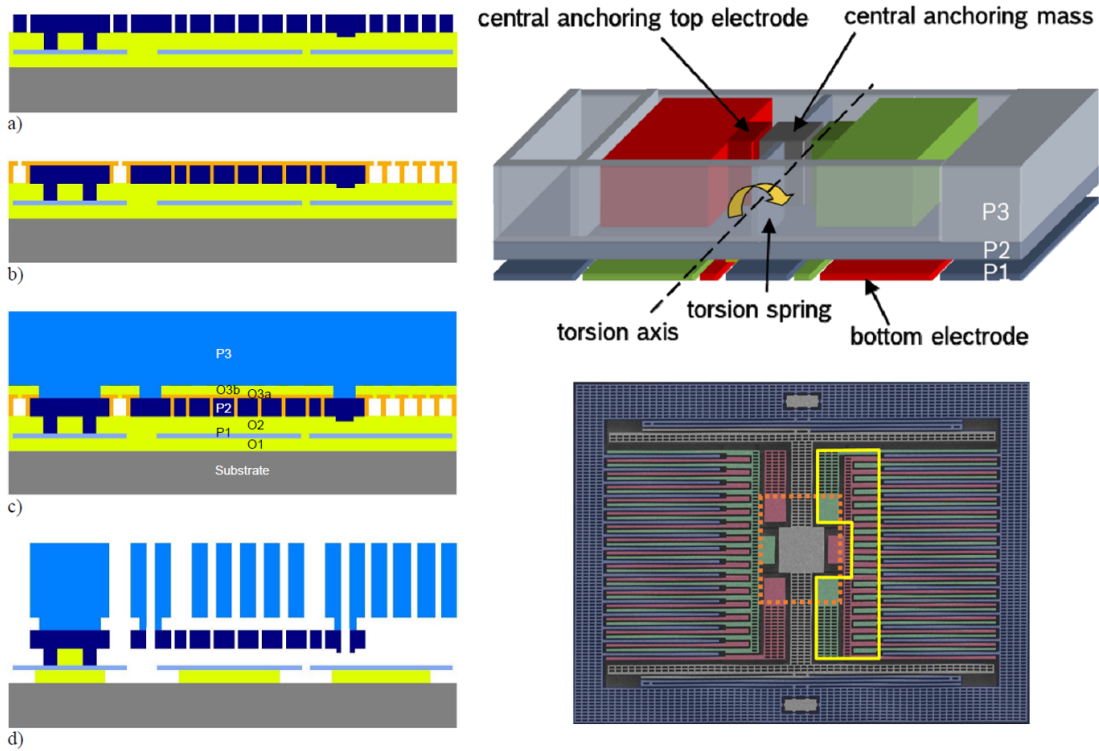 a)
b)
P3
O3b
O3a
P2
O2
P1
O1
Substrate
c)
d)
central anchoring top electrode
central anchoring mass
P3
P2
P1
torsion spring
torsion axis
bottom electrode